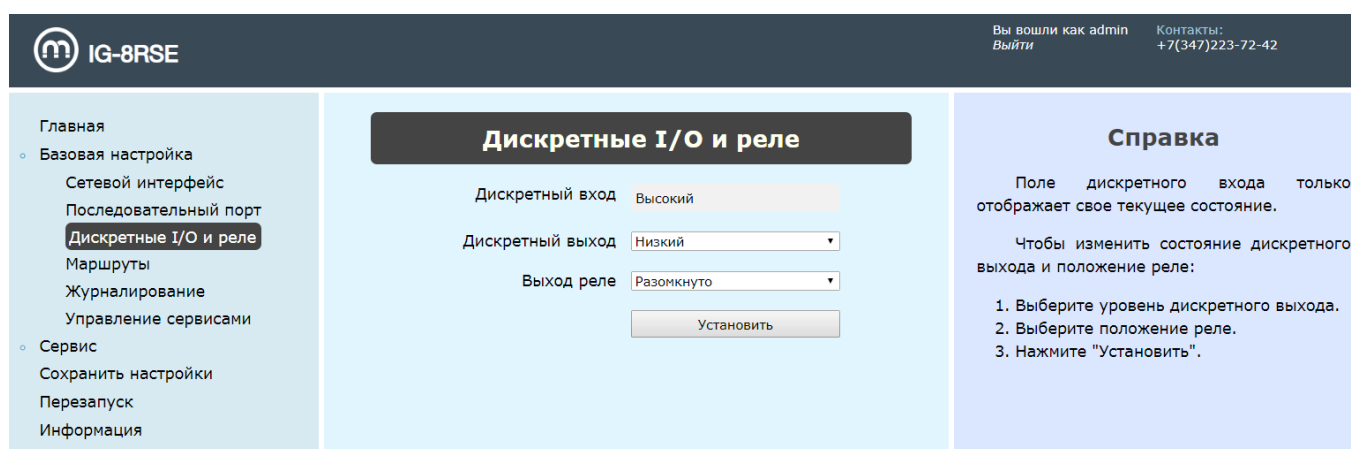 m IG-8RSE
Вы вошли как admin
Выйти
Контакты:
+7(347)223-72-42
Главная
Базовая настройка
Сетевой интерфейс
Последовательный порт
Дискретные I/O и реле
Маршруты
Журналирование
Управление сервисами
Сервис
Сохранить настройки
Перезапуск
Информация
Дискретные I/O и реле
Дискретный вход Высокий
Дискретный выход Низкий
Выход реле Разомкнуто
Установить
Справка
Поле дискретного входа только
отображает свое текущее состояние.
Чтобы изменить состояние дискретного
выхода и положение реле:
1. Выберите уровень дискретного выхода.
2. Выберите положение реле.
3. Нажмите "Установить".